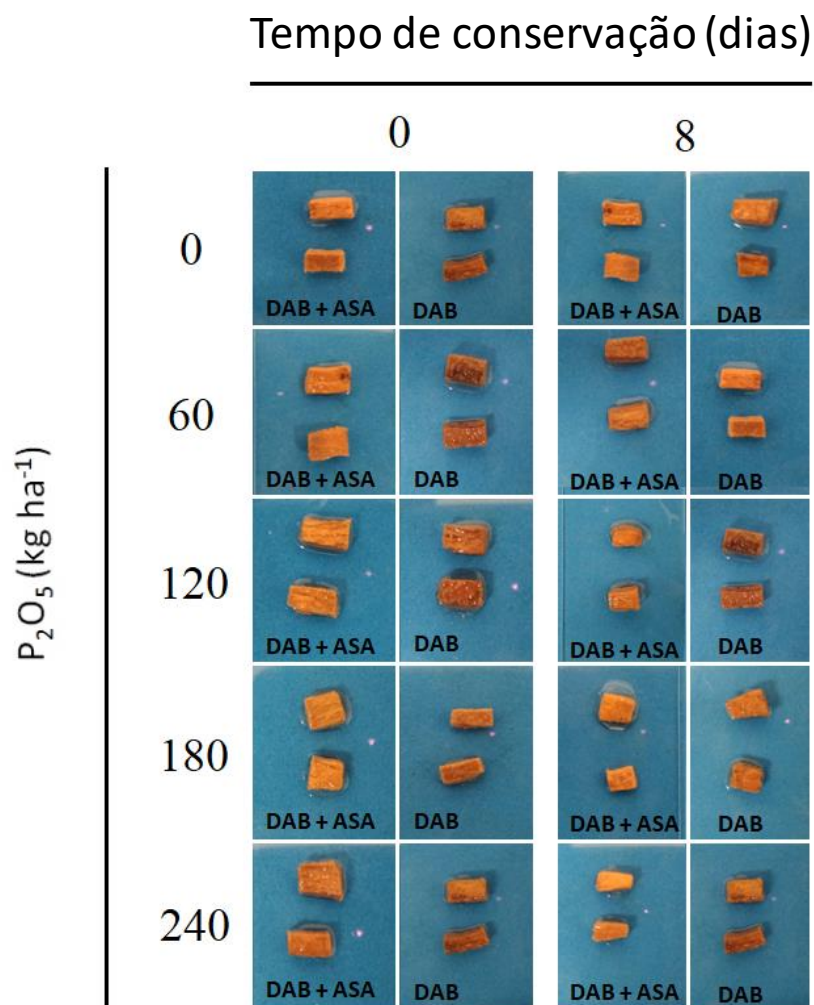 Tempo de conservação (dias)
0 8
P₂O₅ (kg ha⁻¹)
0
DAB + ASA DAB DAB + ASA DAB
60
DAB + ASA DAB DAB + ASA DAB
120
DAB + ASA DAB DAB + ASA DAB
180
DAB + ASA DAB DAB + ASA DAB
240
DAB + ASA DAB DAB + ASA DAB